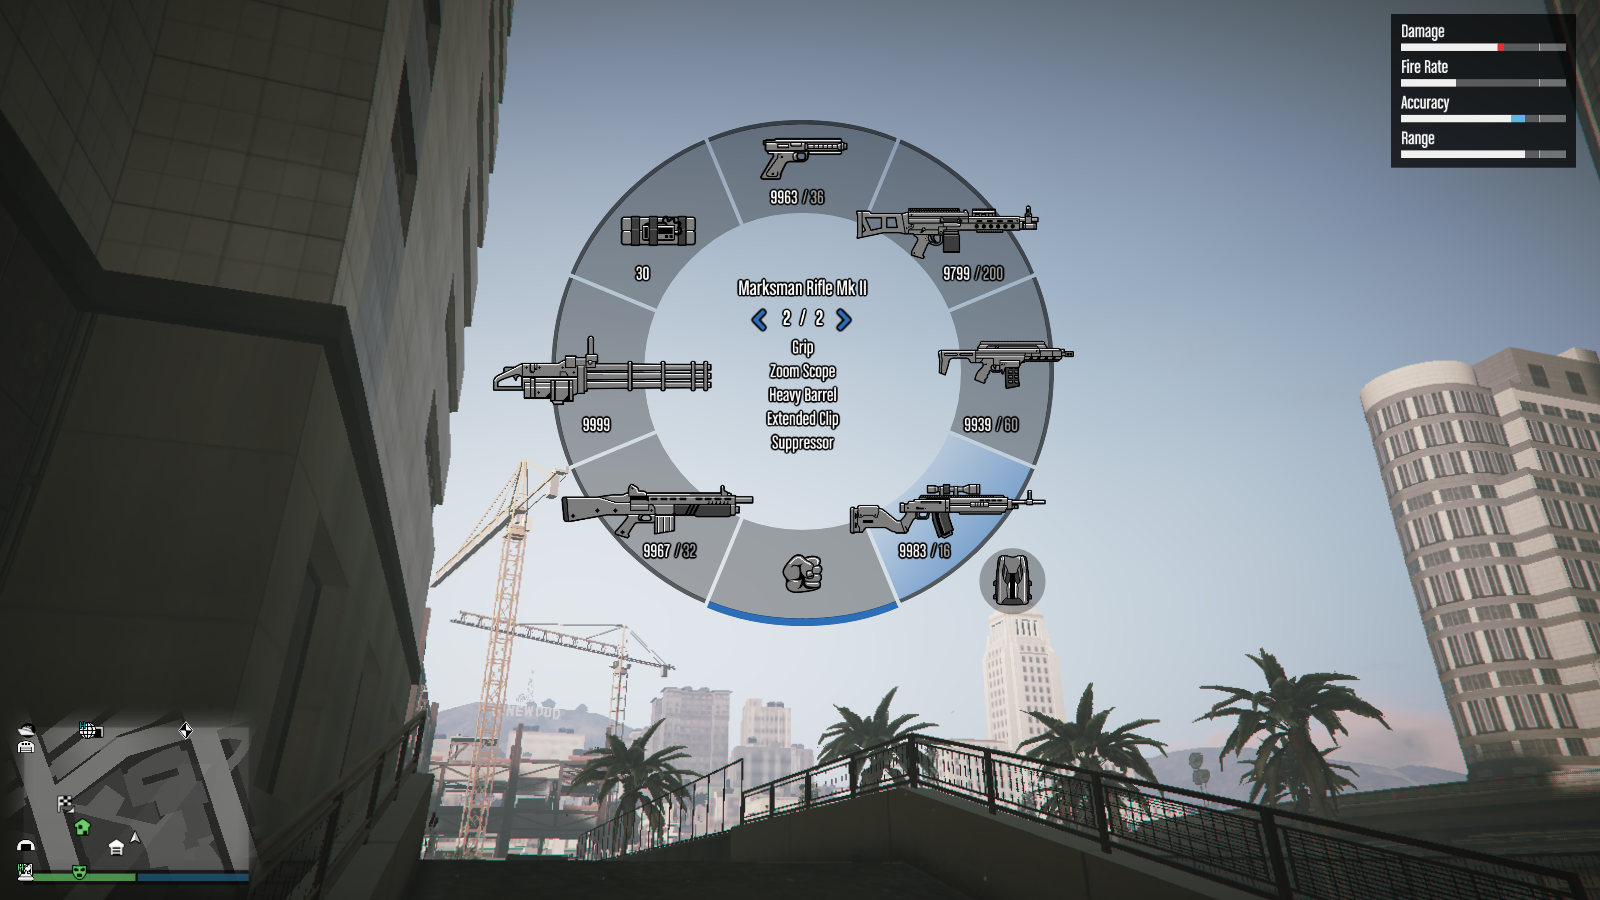 Damage
Fire Rate
Accuracy
Range
9963 / 36
30
9799 / 200
Marksman Rifle Mk II
2 / 2
Grip
Zoom Scope
Heavy Barrel
Extended Clip
Suppressor
9999
9939 / 60
9967 / 32
9983 / 16